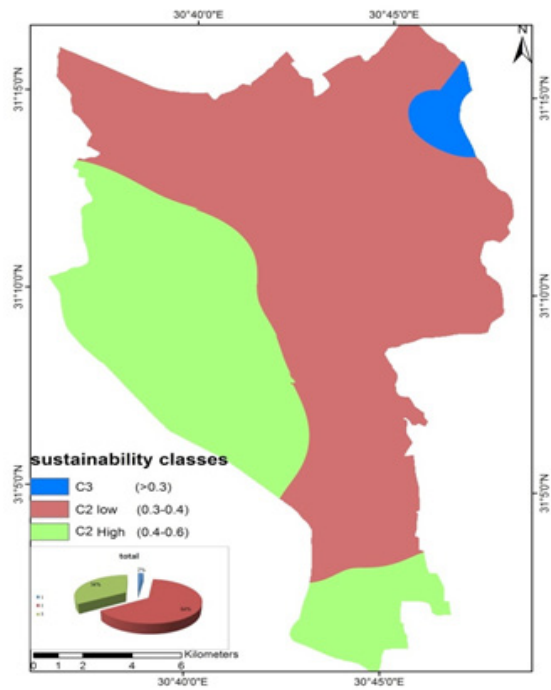 30°40'0"E 30°45'0"E
N
31°15'0"N 31°15'0"N
31°10'0"N 31°10'0"N
31°5'0"N 31°5'0"N
sustainability classes
C3 (>0.3)
C2 low (0.3-0.4)
C2 High (0.4-0.6)
total
Kilometers
0 1 2 4 6
30°40'0"E 30°45'0"E